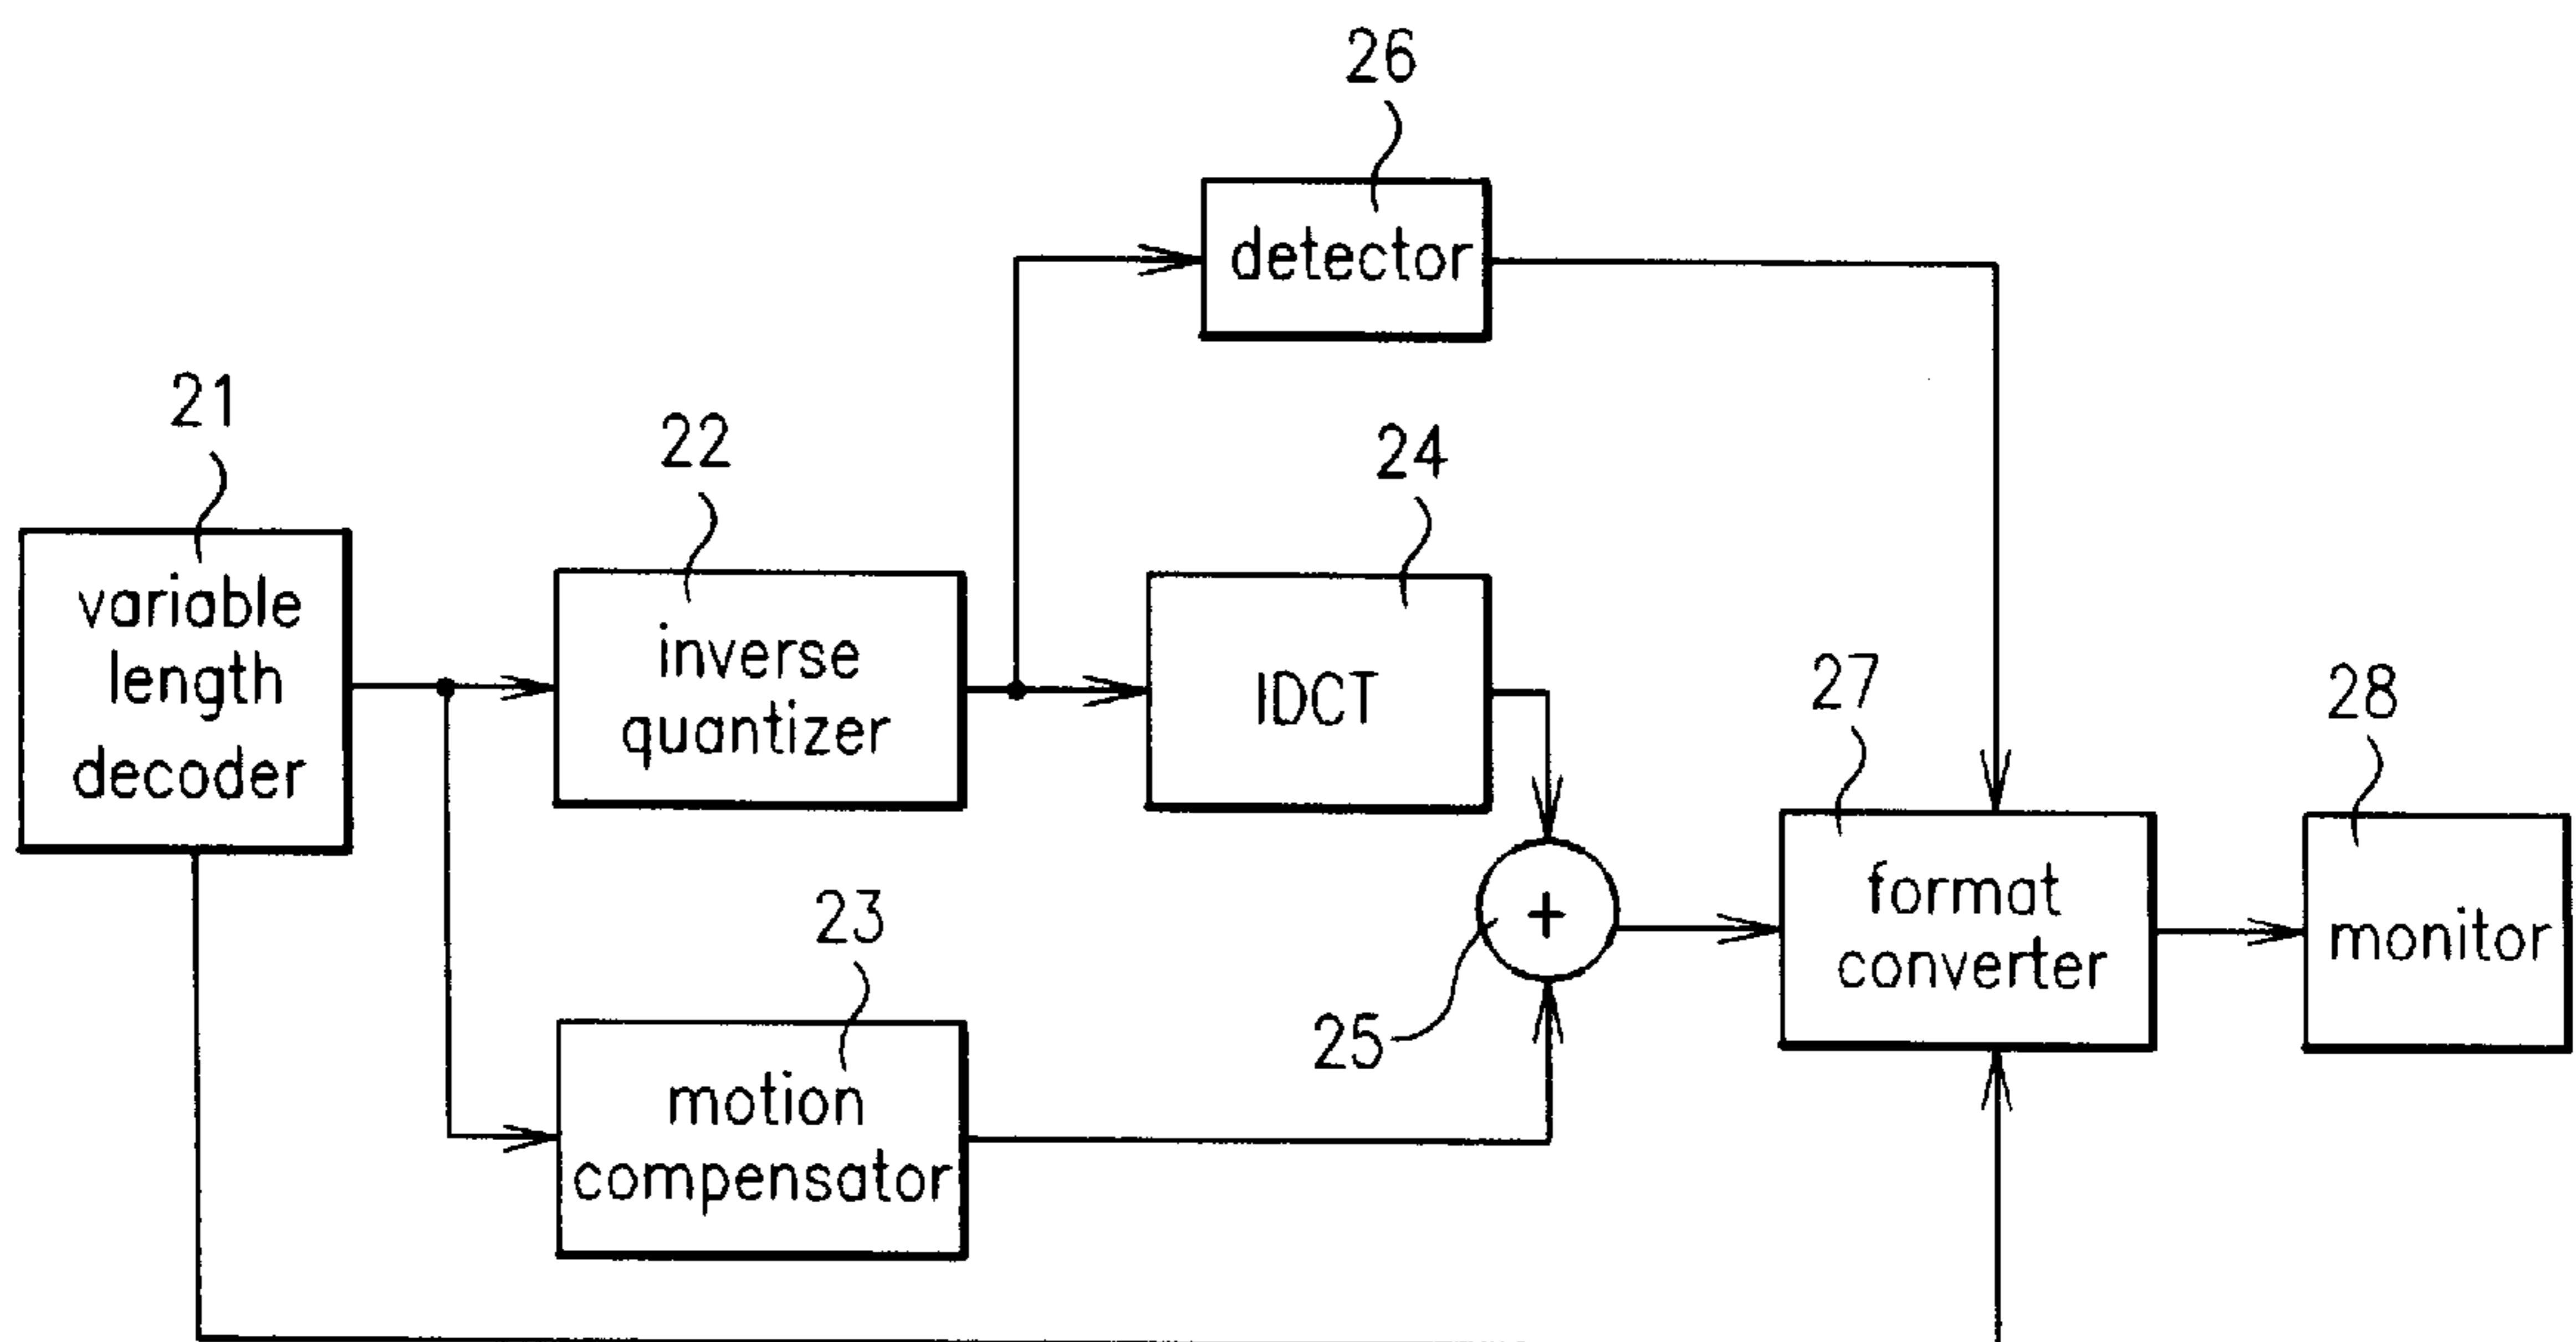 26
detector
21
variable
length
decoder
22
inverse
quantizer
24
IDCT
23
motion
compensator
25
+
27
format
converter
28
monitor